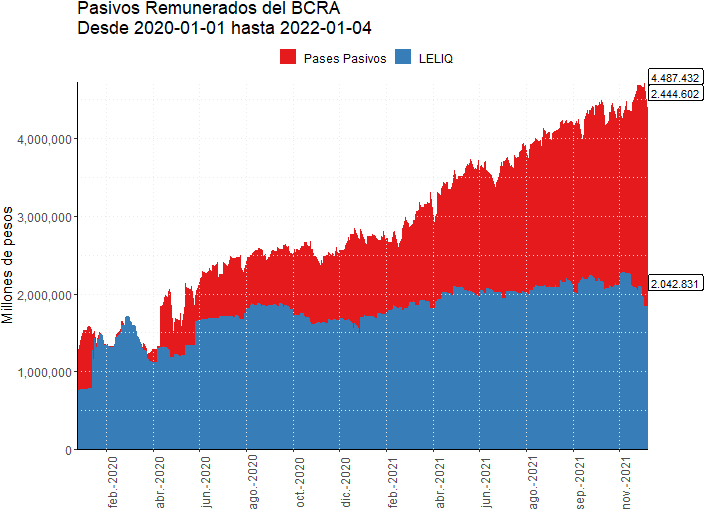 Pasivos Remunerados del BCRA
Desde 2020-01-01 hasta 2022-01-04
Pases Pasivos
LELIQ
4.487.432
2.444.602
2.042.831
Millones de pesos
4,000,000
3,000,000
2,000,000
1,000,000
0
feb.-2020
abr.-2020
jun.-2020
ago.-2020
oct.-2020
dic.-2020
feb.-2021
abr.-2021
jun.-2021
ago.-2021
sep.-2021
nov.-2021